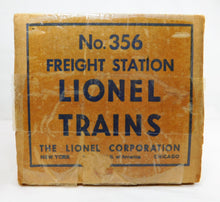 No. 356
FREIGHT STATION
LIONEL
TRAINS
THE LIONEL CORPORATION
NEW YORK CHICAGO